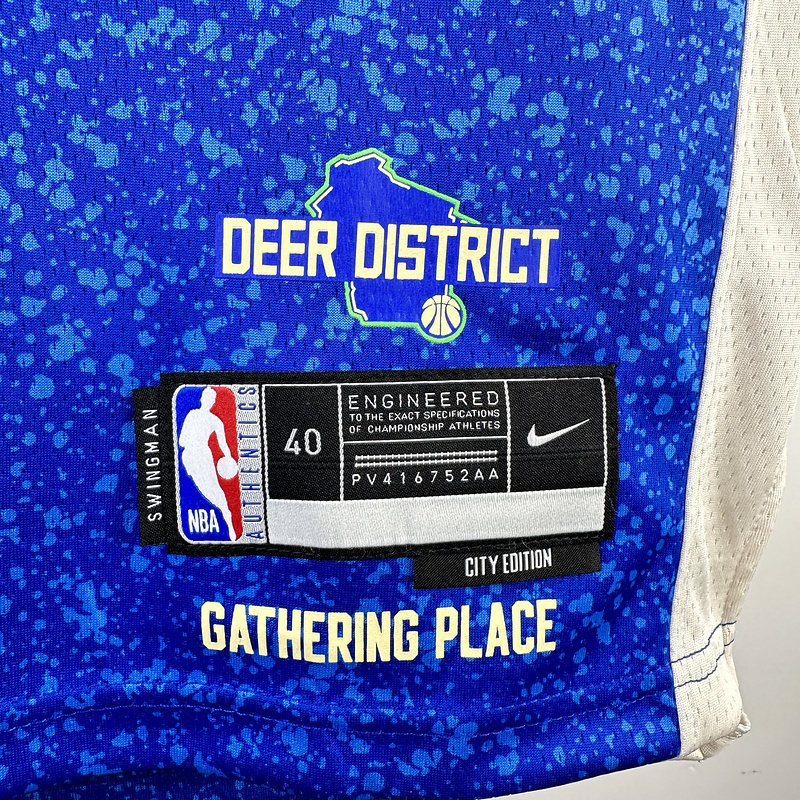 DEER DISTRICT
SWINGMAN
NBA
AUTHENTICS
40
ENGINEERED
TO THE EXACT SPECIFICATIONS
OF CHAMPIONSHIP ATHLETES
PV416752AA
CITY EDITION
GATHERING PLACE